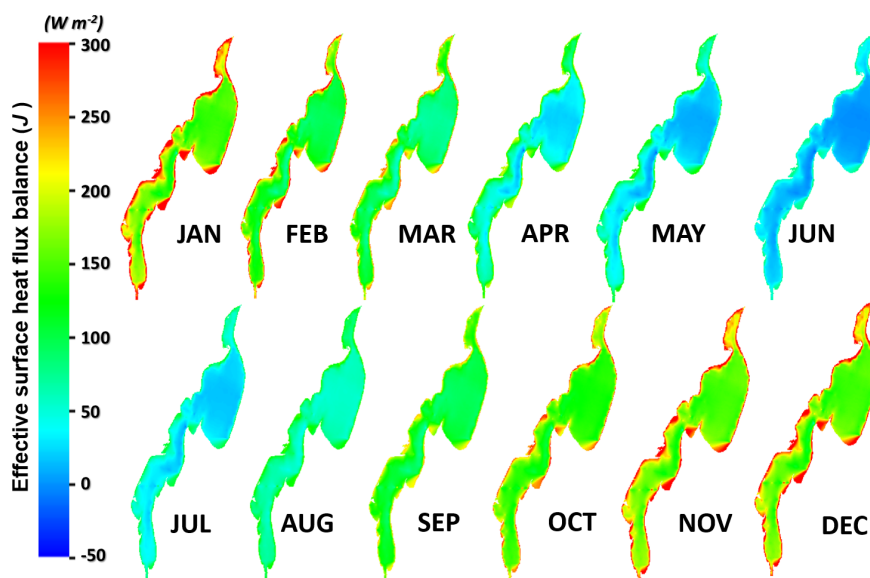 (W m-2)
Effective surface heat flux balance (J)
300
250
200
150
100
50
0
-50
JAN
FEB
MAR
APR
MAY
JUN
JUL
AUG
SEP
OCT
NOV
DEC